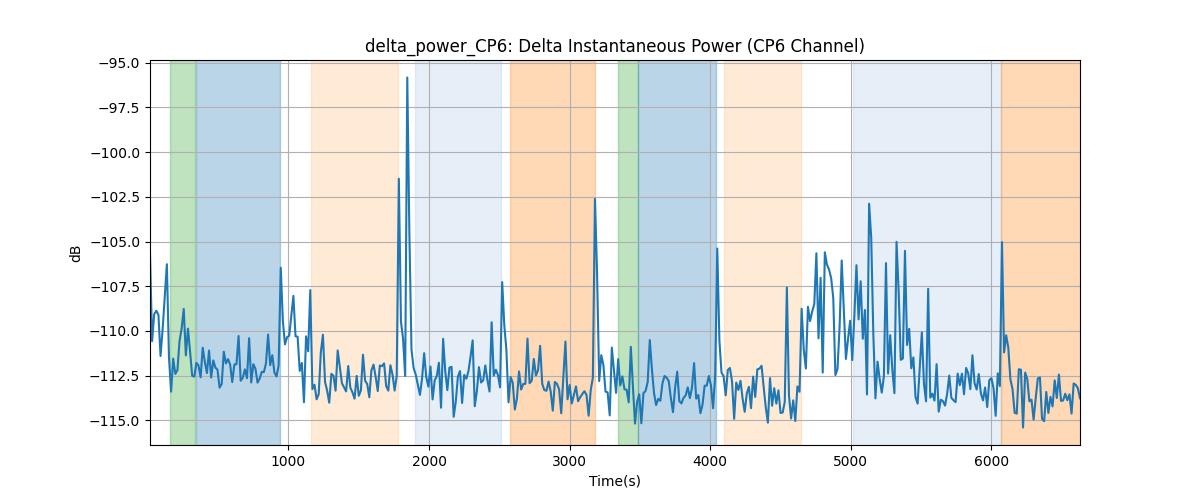 delta_power_CP6: Delta Instantaneous Power (CP6 Channel)
−95.0
−97.5
−100.0
−102.5
−105.0
−107.5
−110.0
−112.5
−115.0
dB
1000 2000 3000 4000 5000 6000
Time(s)